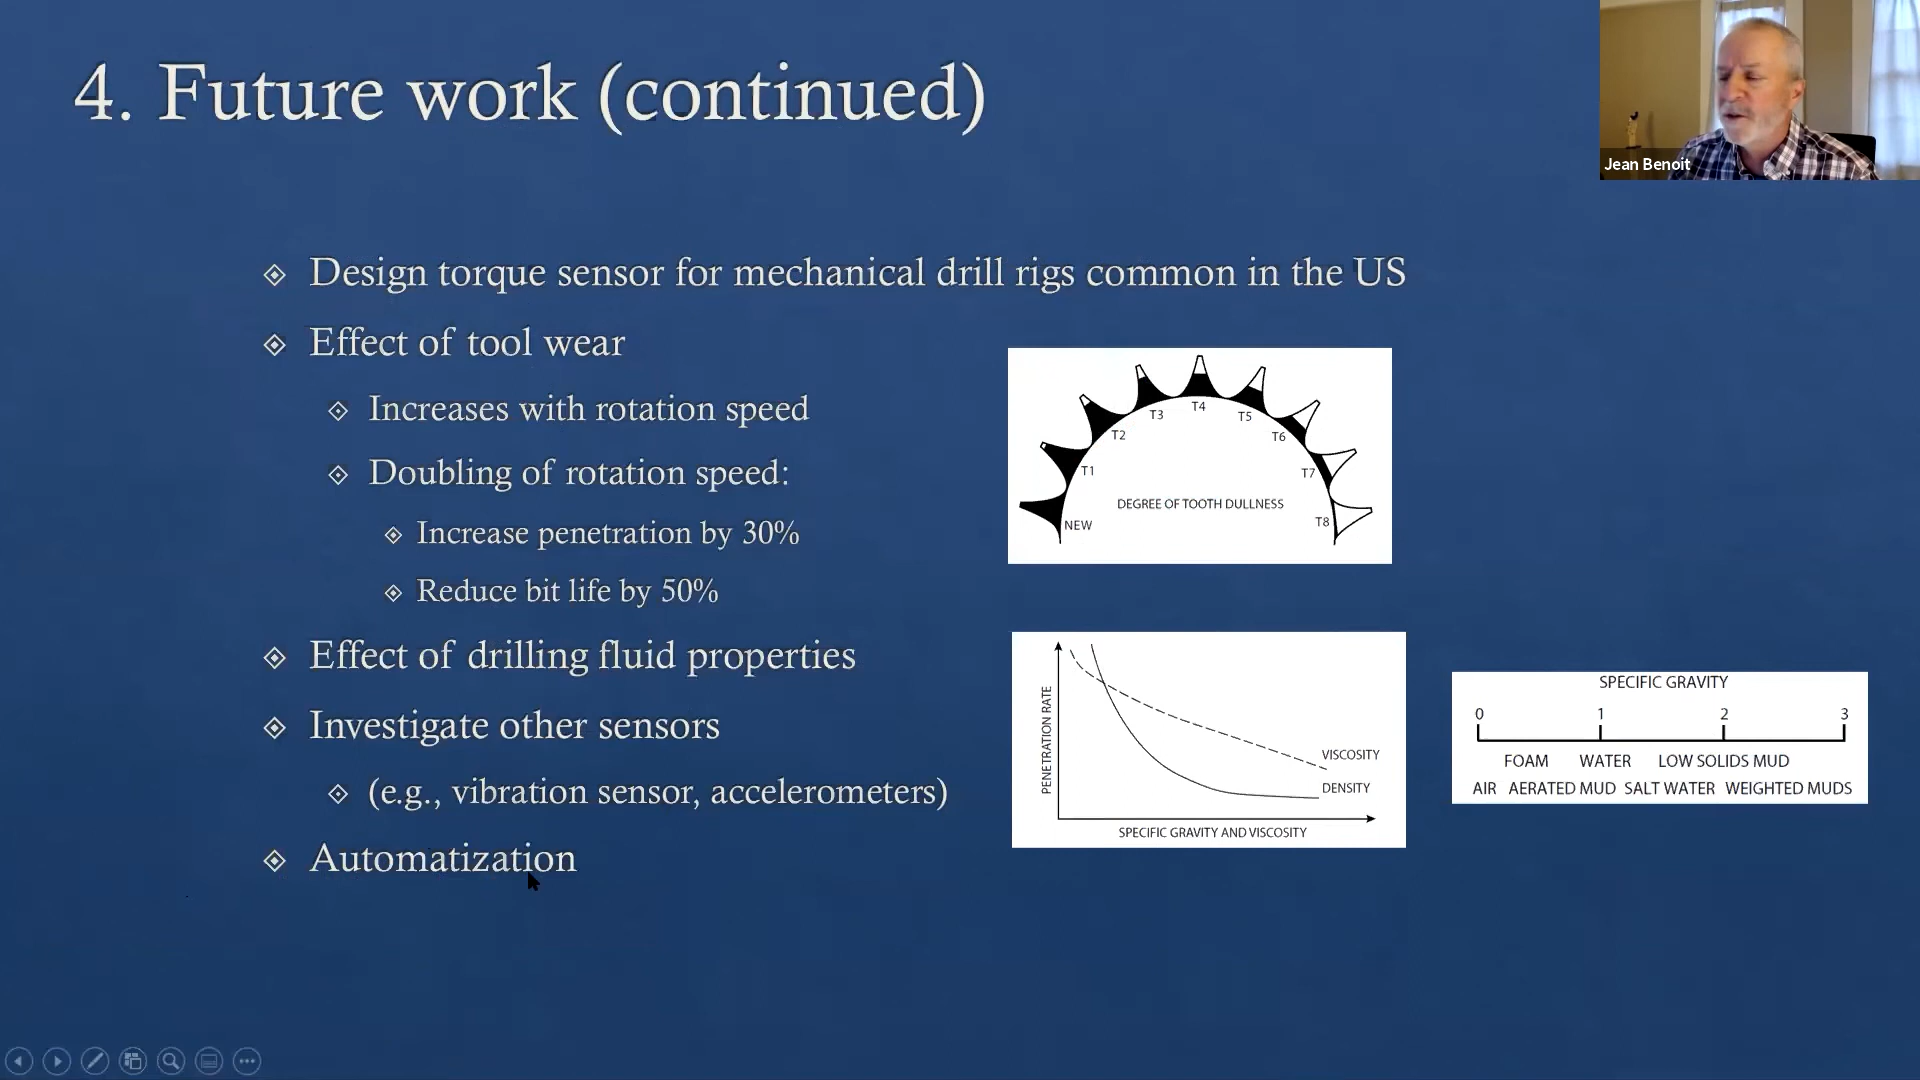 4. Future work (continued)
Jean Benoit
Design torque sensor for mechanical drill rigs common in the US
Effect of tool wear
Increases with rotation speed
Doubling of rotation speed:
Increase penetration by 30%
Reduce bit life by 50%
Effect of drilling fluid properties
Investigate other sensors
(e.g., vibration sensor, accelerometers)
Automatization
NEW
T1
T2
T3
T4
T5
T6
T7
T8
DEGREE OF TOOTH DULLNESS
PENETRATION RATE
VISCOSITY
DENSITY
SPECIFIC GRAVITY AND VISCOSITY
SPECIFIC GRAVITY
0 1 2 3
FOAM WATER LOW SOLIDS MUD
AIR AERATED MUD SALT WATER WEIGHTED MUDS